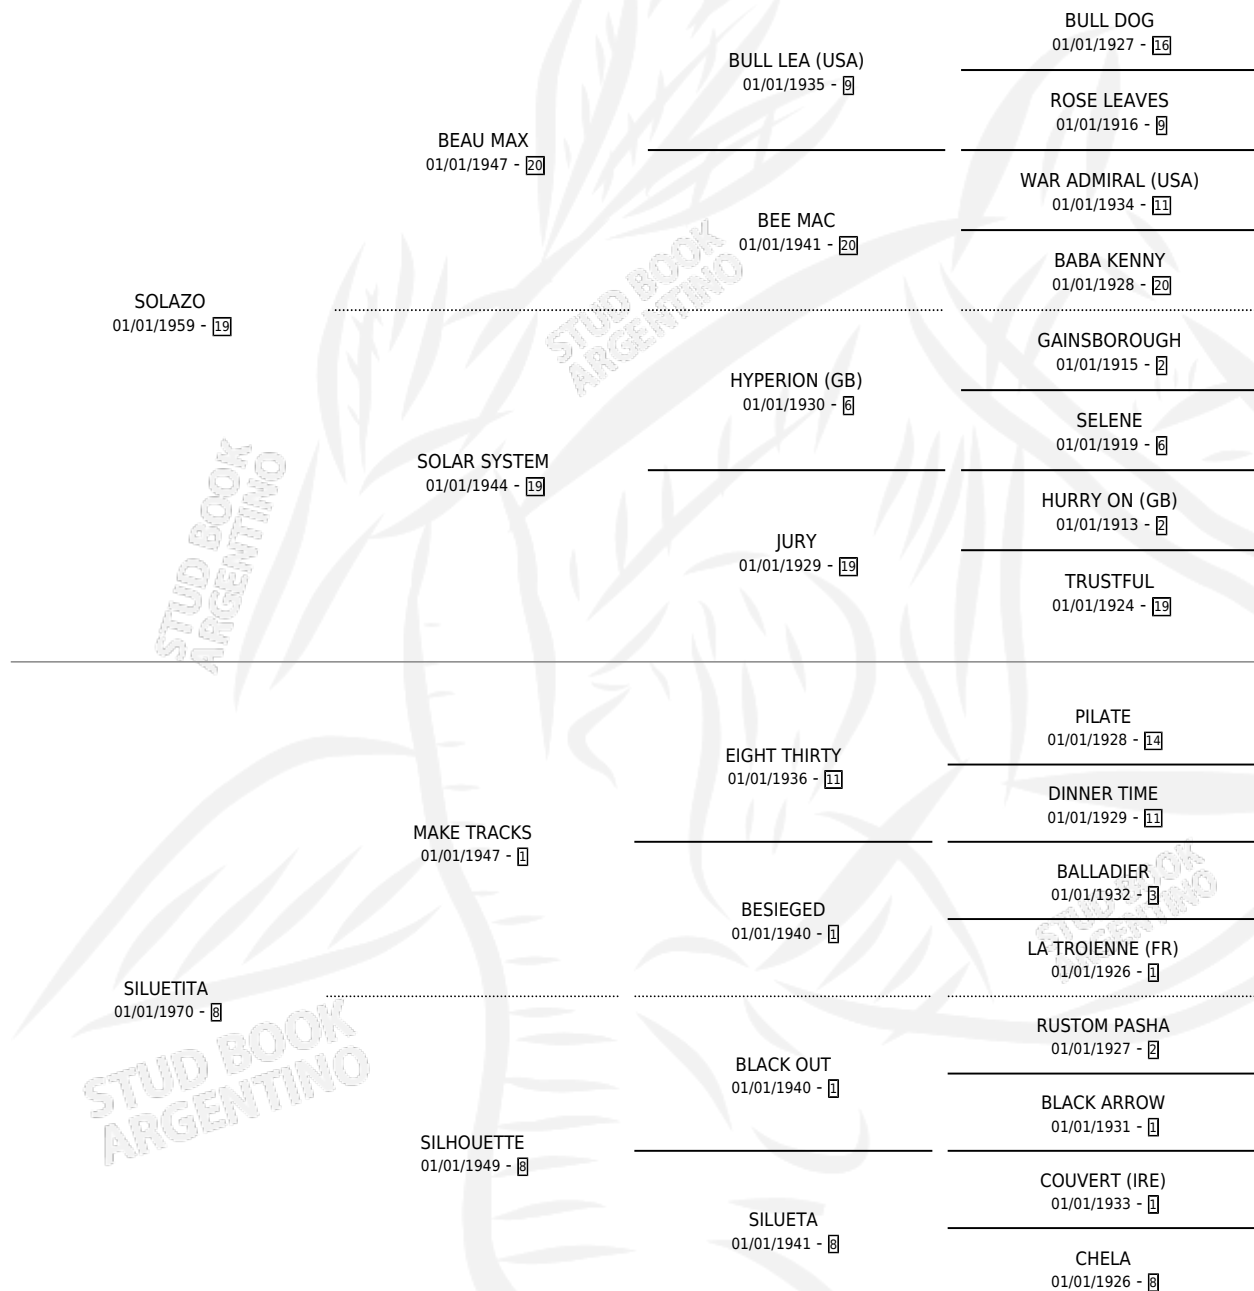 BULL DOG
01/01/1927 - 16
BULL LEA (USA)
01/01/1935 - 9
ROSE LEAVES
01/01/1916 - 9
BEAU MAX
01/01/1947 - 20
WAR ADMIRAL (USA)
01/01/1934 - 11
BEE MAC
01/01/1941 - 20
BABA KENNY
01/01/1928 - 20
SOLAZO
01/01/1959 - 19
STUD BOOK
ARGENTINO
GAINSBOROUGH
01/01/1915 - 2
HYPERION (GB)
01/01/1930 - 6
SELENE
01/01/1919 - 6
SOLAR SYSTEM
01/01/1944 - 19
HURRY ON (GB)
01/01/1913 - 2
JURY
01/01/1929 - 19
TRUSTFUL
01/01/1924 - 19
STUD BOOK
ARGENTINO
PILATE
01/01/1928 - 14
EIGHT THIRTY
01/01/1936 - 11
DINNER TIME
01/01/1929 - 11
MAKE TRACKS
01/01/1947 - 1
BALLADIER
01/01/1932 - 3
BESIEGED
01/01/1940 - 1
STUD BOOK
ARGENTINO
LA TROIENNE (FR)
01/01/1926 - 1
SILUETITA
01/01/1970 - 8
RUSTOM PASHA
01/01/1927 - 2
BLACK OUT
01/01/1940 - 1
STUD BOOK
ARGENTINO
BLACK ARROW
01/01/1931 - 1
SILHOUETTE
01/01/1949 - 8
COUVERT (IRE)
01/01/1933 - 1
SILUETA
01/01/1941 - 8
CHELA
01/01/1926 - 8